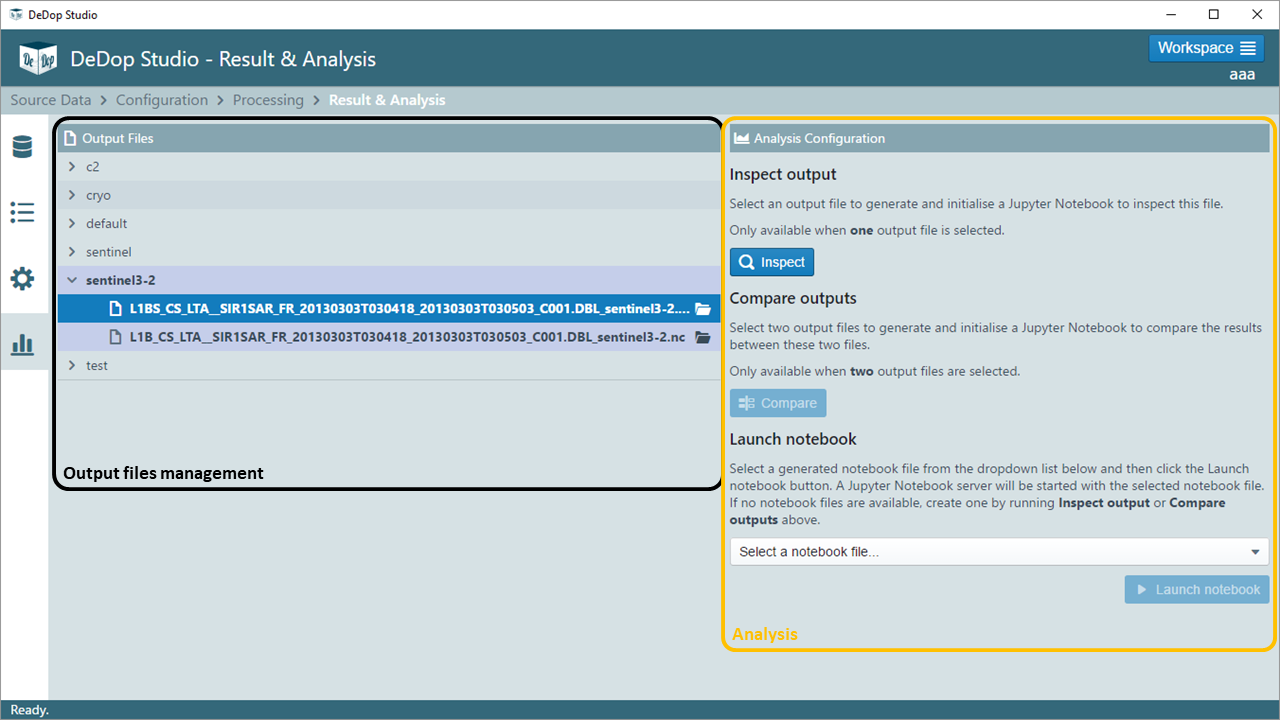 DeDop Studio
De Dop
DeDop Studio - Result & Analysis
Workspace
aaa
Source Data > Configuration > Processing > Result & Analysis
Output Files
c2
cryo
default
sentinel
sentinel3-2
L1BS_CS_LTA__SIR1SAR_FR_20130303T030418_20130303T030503_C001.DBL_sentinel3-2....
L1B_CS_LTA__SIR1SAR_FR_20130303T030418_20130303T030503_C001.DBL_sentinel3-2.nc
test
Output files management
Analysis Configuration
Inspect output
Select an output file to generate and initialise a Jupyter Notebook to inspect this file.
Only available when one output file is selected.
Inspect
Compare outputs
Select two output files to generate and initialise a Jupyter Notebook to compare the results
between these two files.
Only available when two output files are selected.
Compare
Launch notebook
Select a generated notebook file from the dropdown list below and then click the Launch
notebook button. A Jupyter Notebook server will be started with the selected notebook file.
If no notebook files are available, create one by running Inspect output or Compare
outputs above.
Select a notebook file...
Launch notebook
Analysis
Ready.